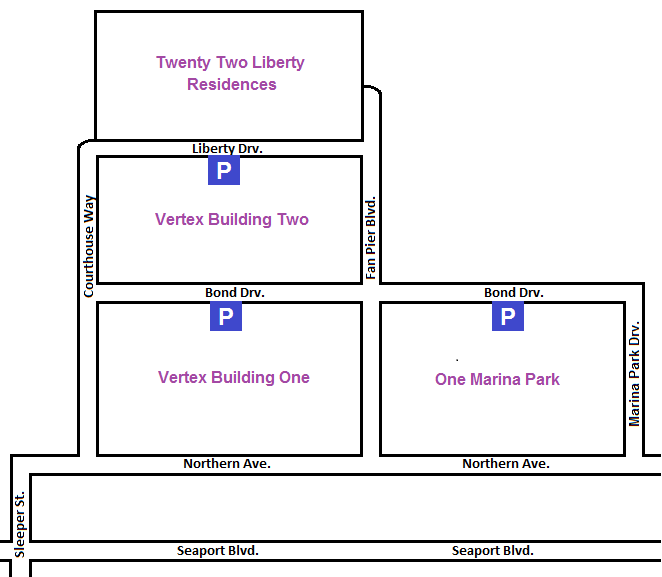 Twenty Two Liberty
Residences
Liberty Drv.
P
Courthouse Way
Vertex Building Two
Fan Pier Blvd.
Bond Drv.
Bond Drv.
P
P
Vertex Building One
One Marina Park
Marina Park Drv.
Northern Ave.
Northern Ave.
Sleeper St.
Seaport Blvd.
Seaport Blvd.